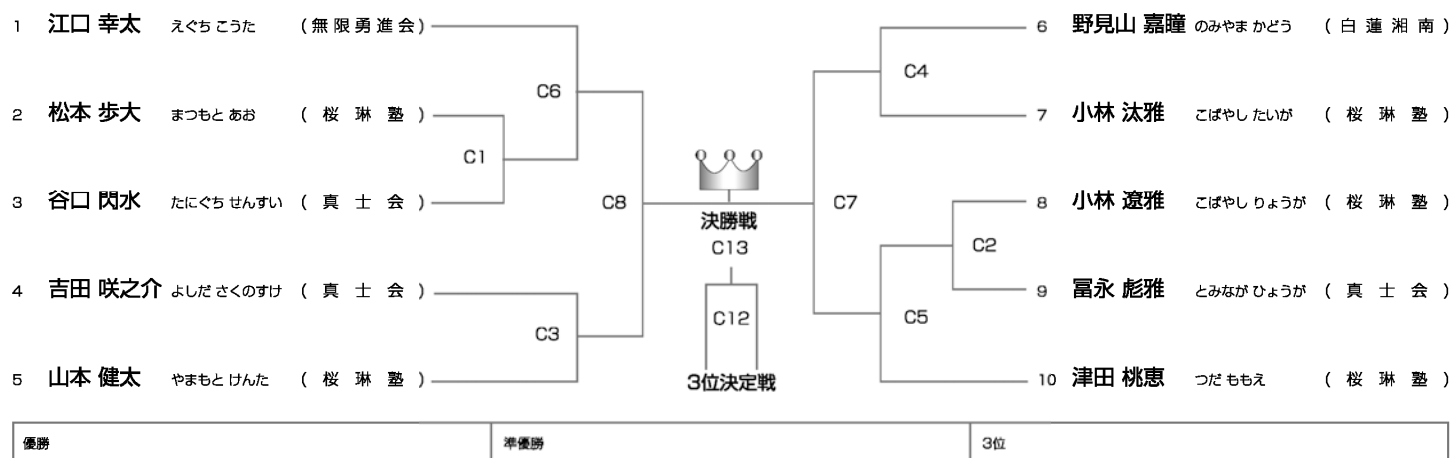 1 江口 幸太 えぐち こうた (無限勇進会)
2 松本 歩大 まつもと あお (桜琳塾)
3 谷口 閃水 たにぐち せんすい (真士会)
4 吉田 咲之介 よしだ さくのすけ (真士会)
5 山本 健太 やまもと けんた (桜琳塾)
C6
C1
C8
C3
決勝戦
C13
C12
3位決定戦
C4
C7
C2
C5
6 野見山 嘉瞳 のみやま かどう (白蓮湘南)
7 小林 汰雅 こばやし たいが (桜琳塾)
8 小林 遼雅 こばやし りょうが (桜琳塾)
9 冨永 彪雅 とみなが ひょうが (真士会)
10 津田 桃恵 つだ ももえ (桜琳塾)
優勝 準優勝 3位